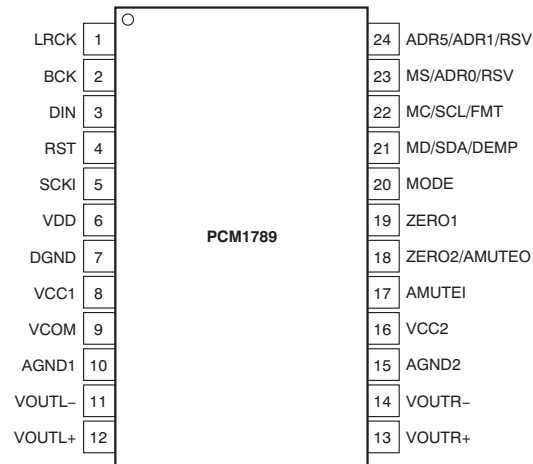 LRCK 1
BCK 2
DIN 3
RST 4
SCKI 5
VDD 6
DGND 7
VCC1 8
VCOM 9
AGND1 10
VOUTL− 11
VOUTL+ 12
PCM1789
24 ADR5/ADR1/RSV
23 MS/ADR0/RSV
22 MC/SCL/FMT
21 MD/SDA/DEMP
20 MODE
19 ZERO1
18 ZERO2/AMUTEO
17 AMUTEI
16 VCC2
15 AGND2
14 VOUTR−
13 VOUTR+